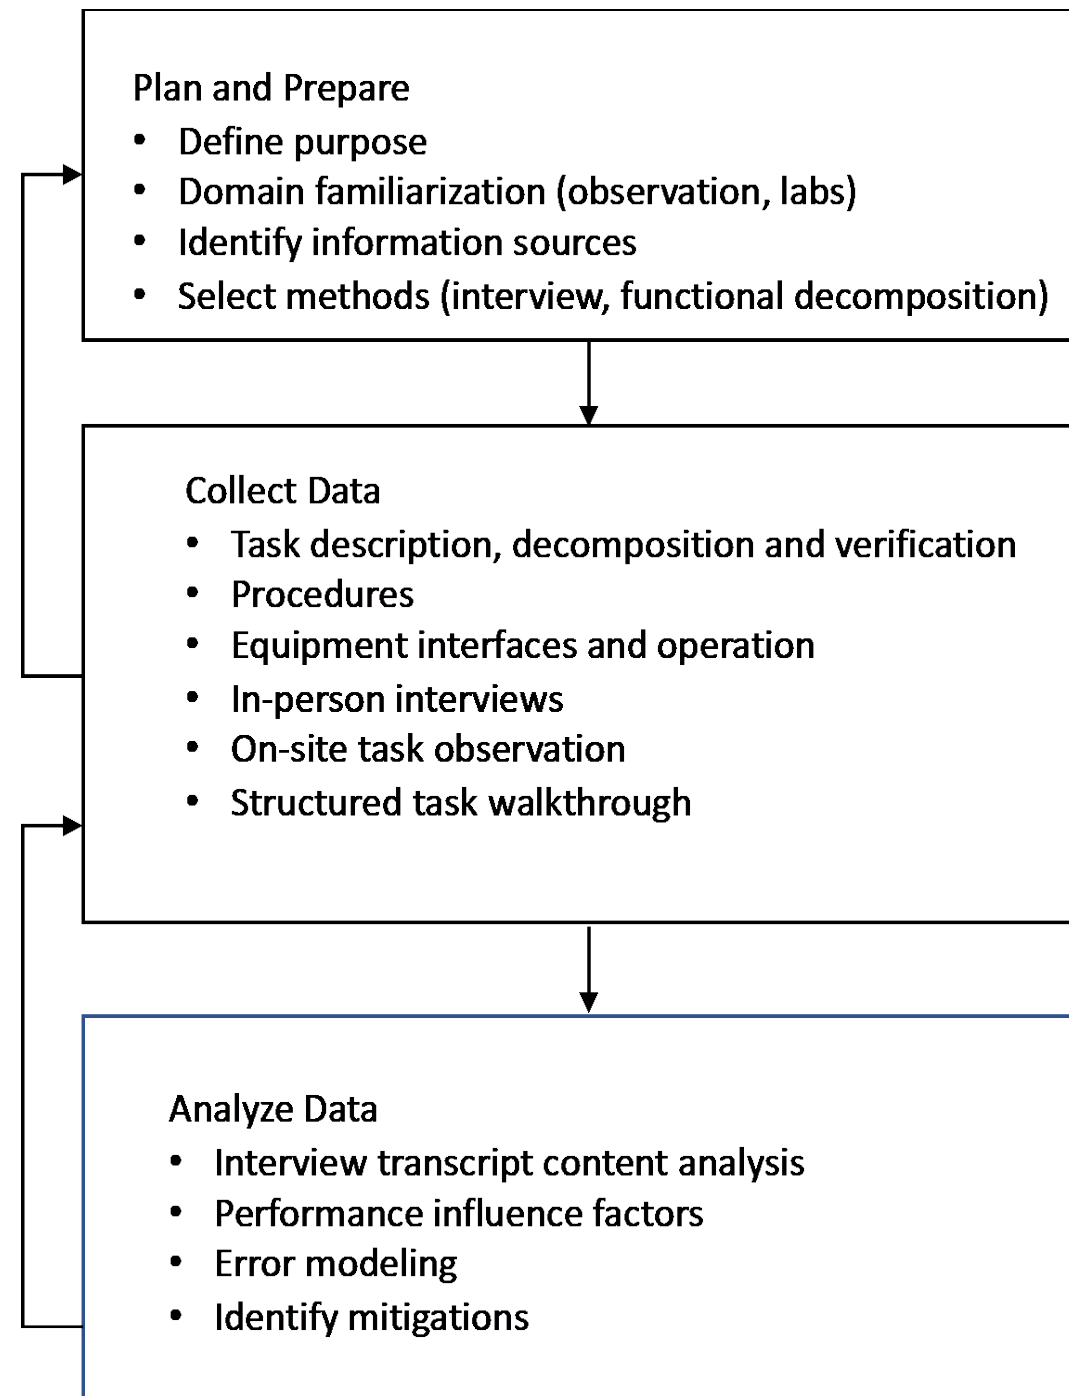 Plan and Prepare
• Define purpose
• Domain familiarization (observation, labs)
• Identify information sources
• Select methods (interview, functional decomposition)
Collect Data
• Task description, decomposition and verification
• Procedures
• Equipment interfaces and operation
• In-person interviews
• On-site task observation
• Structured task walkthrough
Analyze Data
• Interview transcript content analysis
• Performance influence factors
• Error modeling
• Identify mitigations